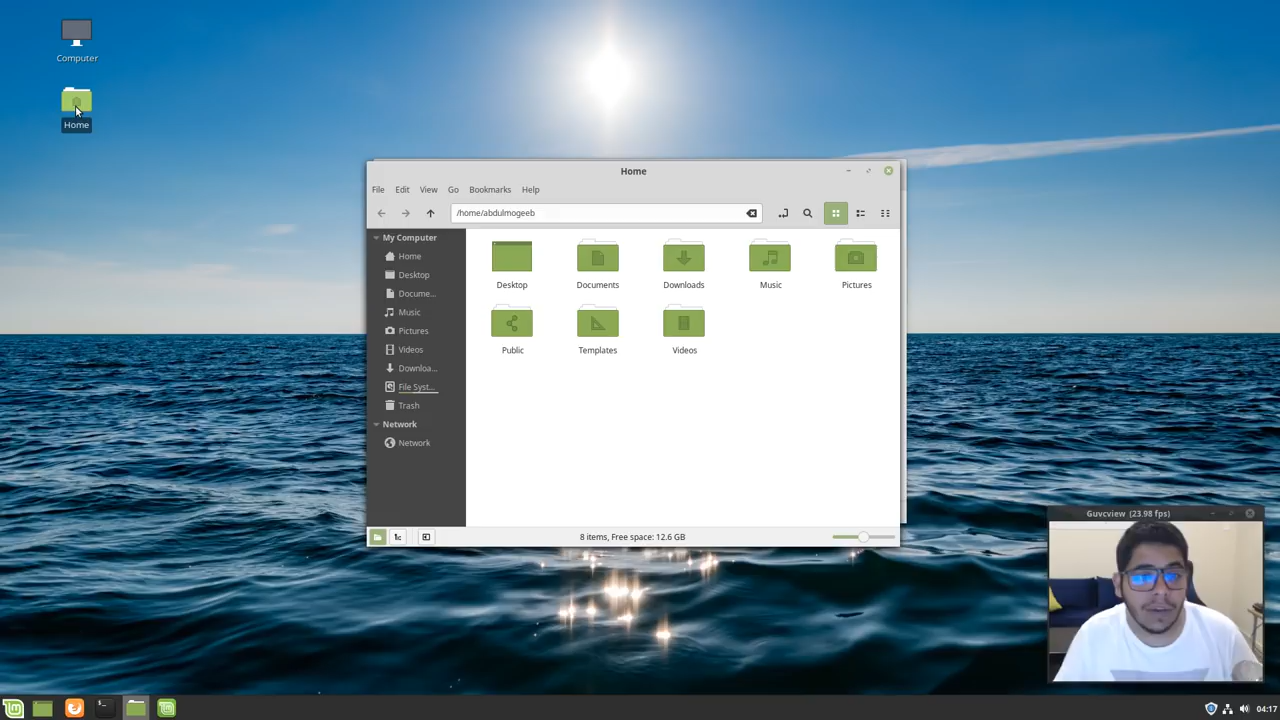 Computer
Home
Home
File Edit View Go Bookmarks Help
/home/abdulmogeeb
My Computer
Home
Desktop
Docume...
Music
Pictures
Videos
Downloa...
File Syst...
Trash
Network
Network
Desktop Documents Downloads Music Pictures
Public Templates Videos
8 items, Free space: 12.6 GB
Guvcview (23.98 fps)
04:17